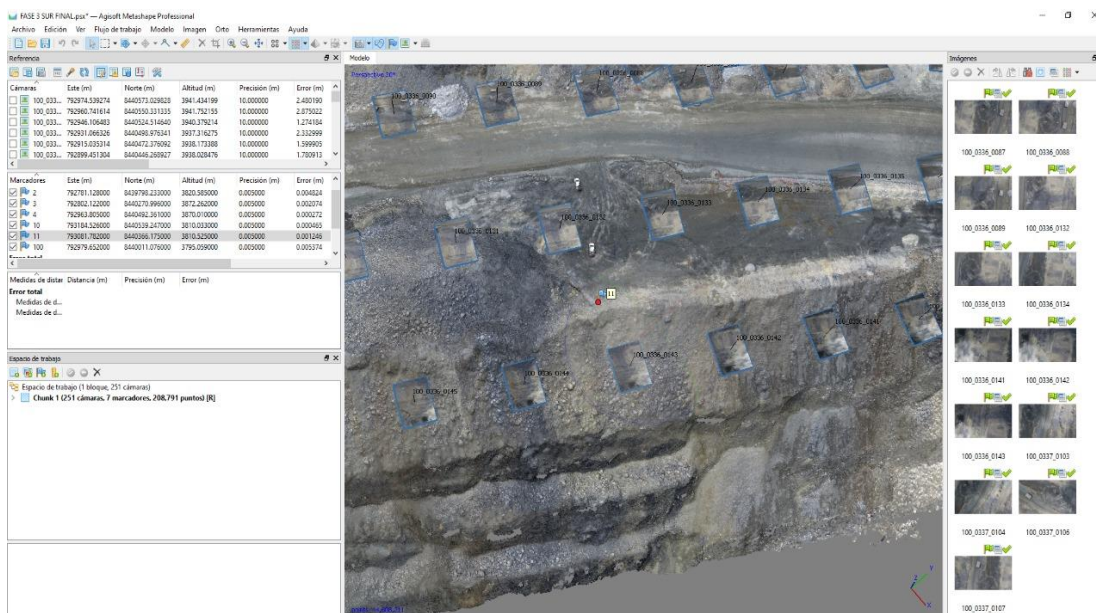 FASE 3 SUR FINAL.psx* — Agisoft Metashape Professional
Archivo Edición Ver Flujo de trabajo Modelo Imagen Orto Herramientas Ayuda
Referencia
Cámaras Este (m) Norte (m) Altitud (m) Precisión (m) Error (m)
100_033... 792974.539274 8440573.029828 3941.434199 10.000000 2.480190
100_033... 792960.741614 8440550.331335 3941.752155 10.000000 2.875022
100_033... 792946.106483 8440524.514640 3940.379214 10.000000 1.274184
100_033... 792931.066326 8440498.976341 3937.316275 10.000000 2.332999
100_033... 792915.035314 8440472.376092 3938.173388 10.000000 1.599905
100_033... 792899.451304 8440446.268927 3938.028476 10.000000 1.780913
Marcadores Este (m) Norte (m) Altitud (m) Precisión (m) Error (m)
2 792781.128000 8439798.233000 3820.585000 0.005000 0.004824
3 792802.122000 8440270.996000 3872.262000 0.005000 0.002074
4 792963.805000 8440492.361000 3870.010000 0.005000 0.000272
10 793184.526000 8440539.247000 3810.033000 0.005000 0.000465
11 793081.782000 8440366.175000 3810.525000 0.005000 0.001246
100 792979.652000 8440011.076000 3795.059000 0.005000 0.005374
Error total
Medidas de distar Distancia (m) Precisión (m) Error (m)
Error total
Medidas de d...
Medidas de d...
Espacio de trabajo
Espacio de trabajo (1 bloque, 251 cámaras)
Chunk 1 (251 cámaras, 7 marcadores, 208,791 puntos) [R]
Modelo
Perspectiva 30°
100_0336_0090
100_0336_0089
100_0336_0135
100_0336_0134
100_0336_0133
100_0336_0132
100_0336_0131
11
100_0336_0141
100_0336_0142
100_0336_0143
100_0336_0144
100_0336_0145
Y
Z
X
Imágenes
100_0336_0087 100_0336_0088
100_0336_0089 100_0336_0132
100_0336_0133 100_0336_0134
100_0336_0141 100_0336_0142
100_0336_0143 100_0337_0103
100_0337_0104 100_0337_0106
100_0337_0107